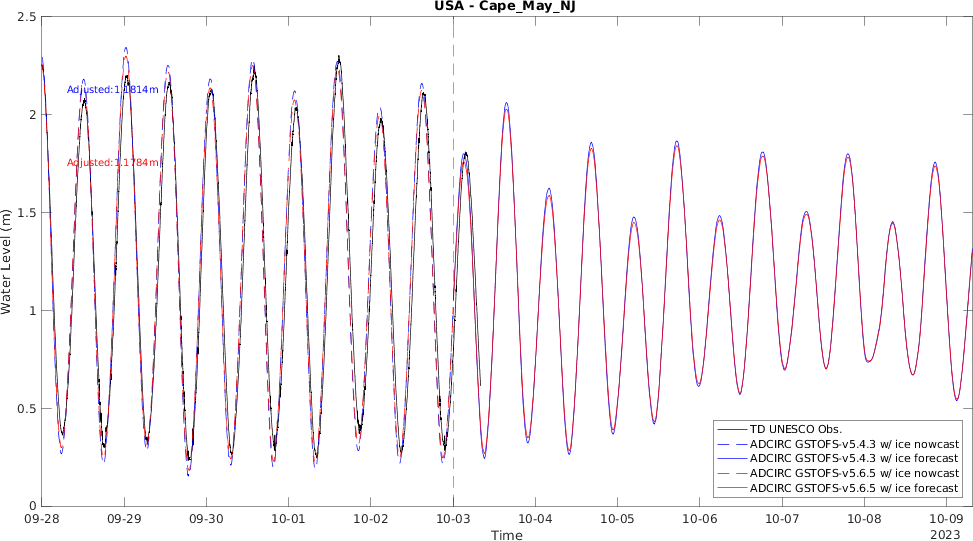 USA - Cape_May_NJ
2.5
2
1.5
1
0.5
0
Water Level (m)
Adjusted:1.1814m
Adjusted:1.1784m
TD UNESCO Obs.
ADCIRC GSTOFS-v5.4.3 w/ ice nowcast
ADCIRC GSTOFS-v5.4.3 w/ ice forecast
ADCIRC GSTOFS-v5.6.5 w/ ice nowcast
ADCIRC GSTOFS-v5.6.5 w/ ice forecast
09-28 09-29 09-30 10-01 10-02 10-03 10-04 10-05 10-06 10-07 10-08 10-09
2023
Time